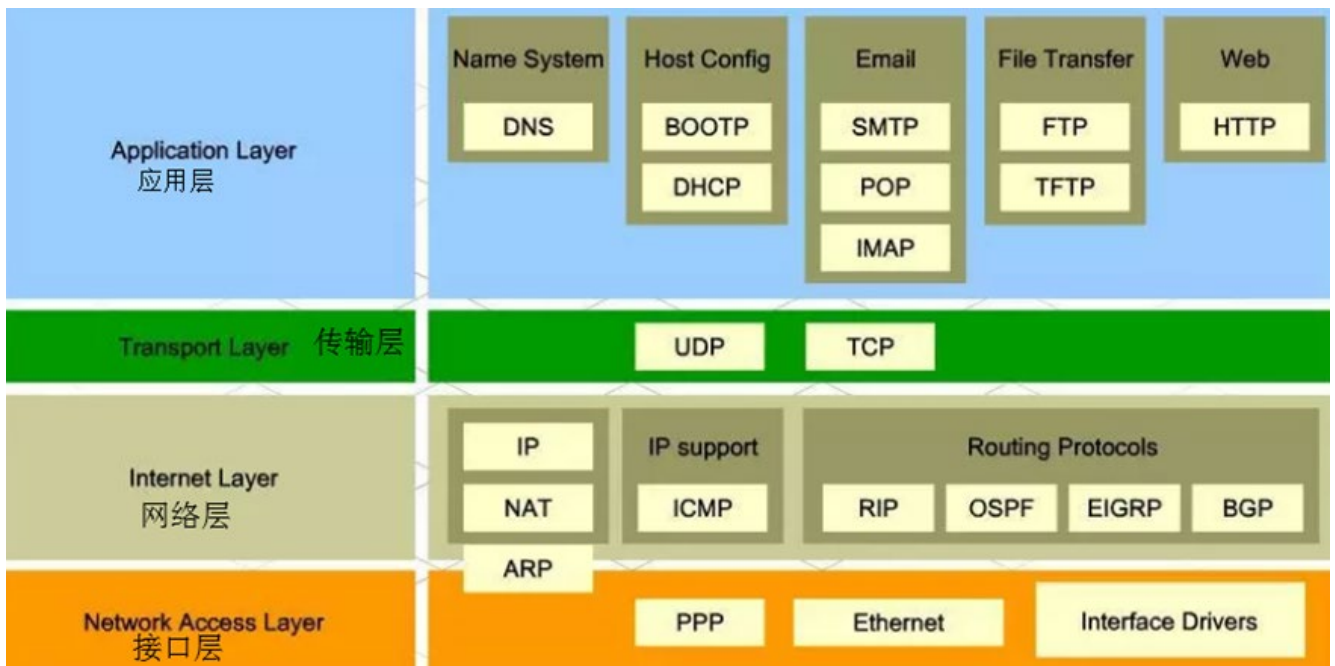 Name System
Host Config
Email
File Transfer
Web
DNS
BOOTP
SMTP
FTP
HTTP
Application Layer
应用层
DHCP
POP
TFTP
IMAP
Transport Layer 传输层
UDP
TCP
IP
IP support
Routing Protocols
Internet Layer
网络层
NAT
ICMP
RIP
OSPF
EIGRP
BGP
ARP
Network Access Layer
接口层
PPP
Ethernet
Interface Drivers